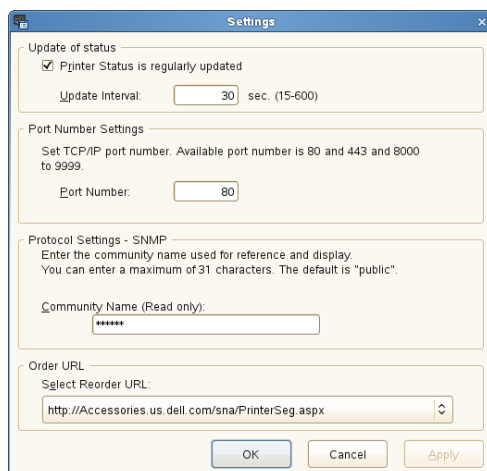 Settings
Update of status
Printer Status is regularly updated
Update Interval: 30 sec. (15-600)
Port Number Settings
Set TCP/IP port number. Available port number is 80 and 443 and 8000
to 9999.
Port Number: 80
Protocol Settings - SNMP
Enter the community name used for reference and display.
You can enter a maximum of 31 characters. The default is "public".
Community Name (Read only):
******
Order URL
Select Reorder URL:
http://Accessories.us.dell.com/sna/PrinterSeg.aspx
OK Cancel Apply